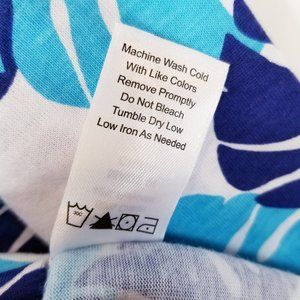 Machine Wash Cold
With Like Colors
Remove Promptly
Do Not Bleach
Tumble Dry Low
Low Iron As Needed
30C